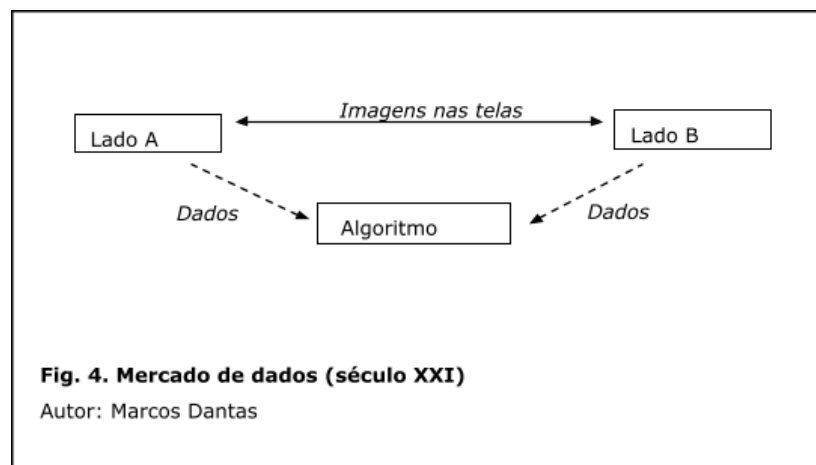 Imagens nas telas
Lado A
Lado B
Dados
Dados
Algoritmo
Fig. 4. Mercado de dados (século XXI)
Autor: Marcos Dantas